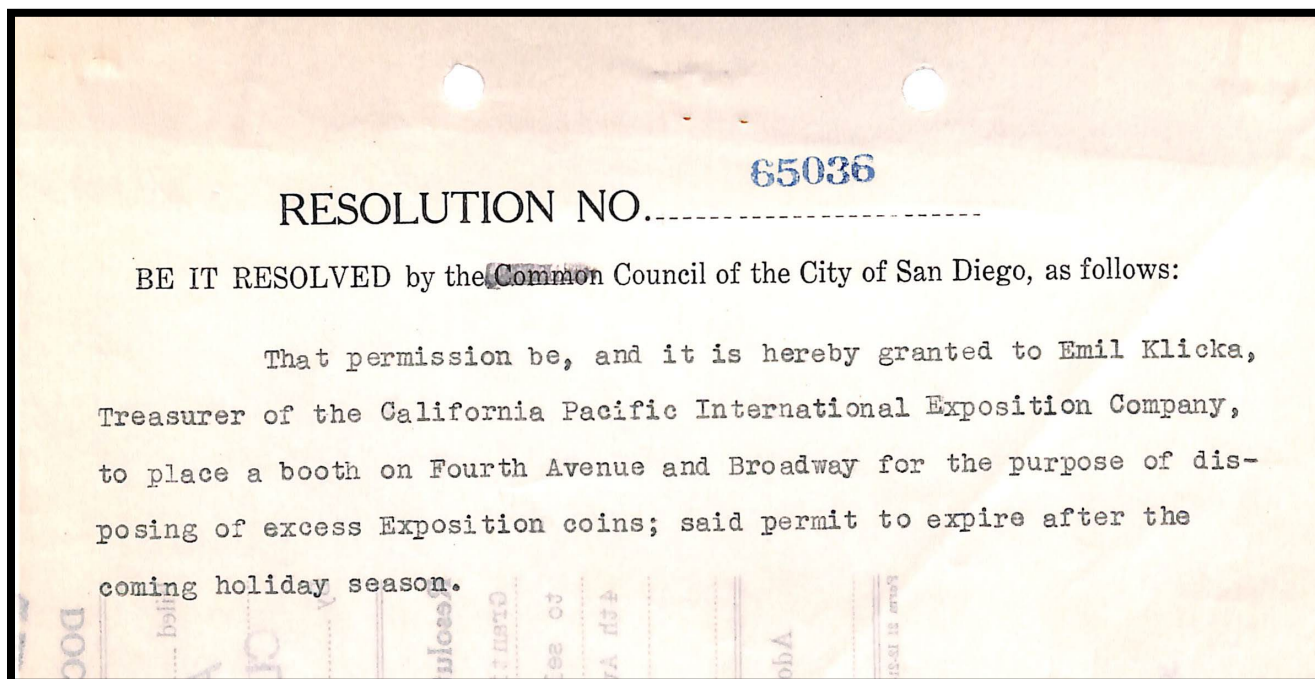 65036
RESOLUTION NO.
BE IT RESOLVED by the Common Council of the City of San Diego, as follows:
That permission be, and it is hereby granted to Emil Klicka,
Treasurer of the California Pacific International Exposition Company,
to place a booth on Fourth Avenue and Broadway for the purpose of dis-
posing of excess Exposition coins; said permit to expire after the
coming holiday season.